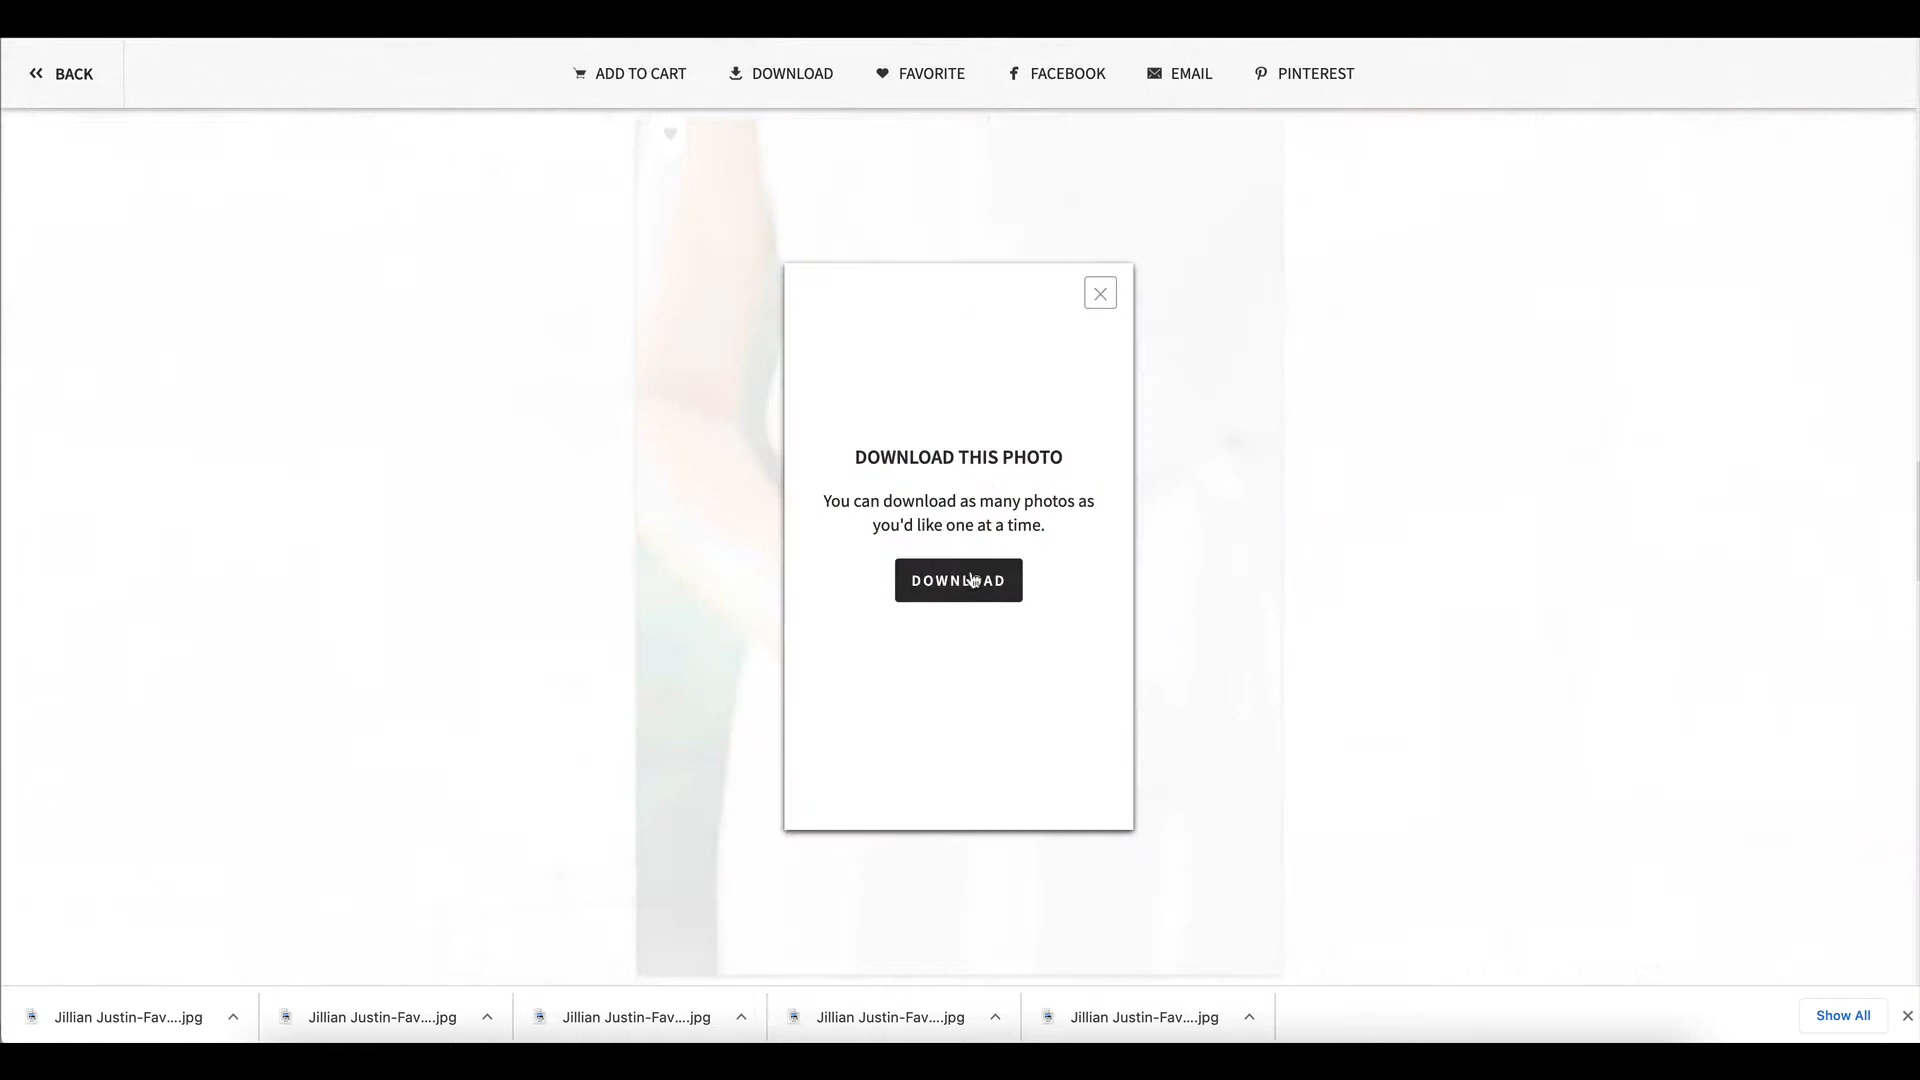 BACK
ADD TO CART
DOWNLOAD
FAVORITE
FACEBOOK
EMAIL
PINTEREST
DOWNLOAD THIS PHOTO
You can download as many photos as
you'd like one at a time.
DOWNLOAD
Jillian Justin-Fav....jpg
Jillian Justin-Fav....jpg
Jillian Justin-Fav....jpg
Jillian Justin-Fav....jpg
Jillian Justin-Fav....jpg
Show All